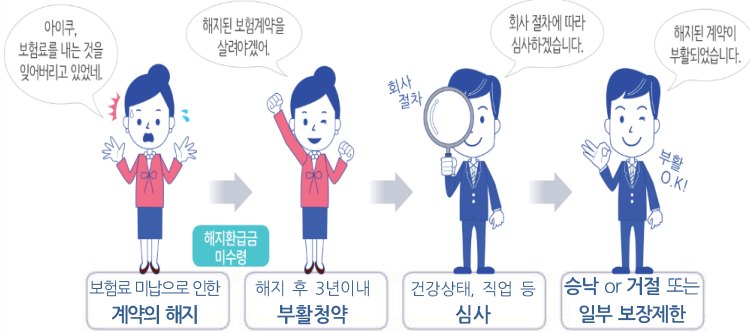 아이쿠,
보험료를 내는 것을
잊어버리고 있었네.
해지된 보험계약을
살려야겠어.
회사 절차에 따라
심사하겠습니다.
해지된 계약이
부활되었습니다.
회사
절차
부활
O.K!
해지환급금
미수령
보험료 미납으로 인한
계약의 해지
해지 후 3년이내
부활청약
건강상태, 직업 등
심사
승낙 or 거절 또는
일부 보장제한